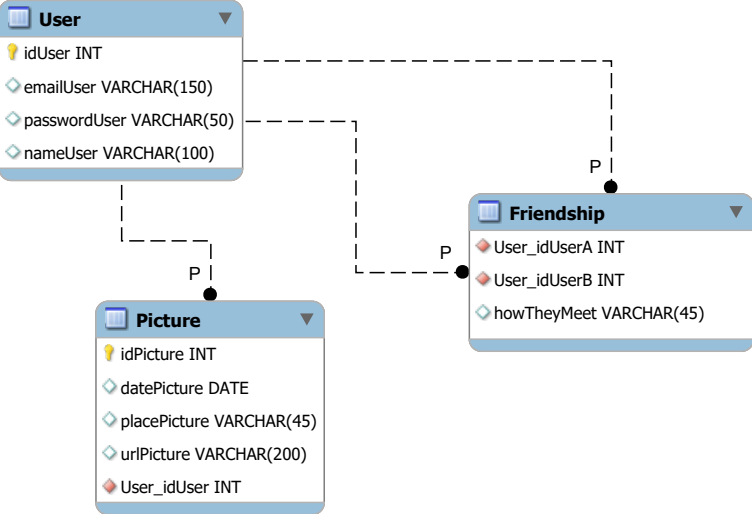 User
idUser INT
emailUser VARCHAR(150)
passwordUser VARCHAR(50)
nameUser VARCHAR(100)
P
P
P
Friendship
User_idUserA INT
User_idUserB INT
howTheyMeet VARCHAR(45)
Picture
idPicture INT
datePicture DATE
placePicture VARCHAR(45)
urlPicture VARCHAR(200)
User_idUser INT